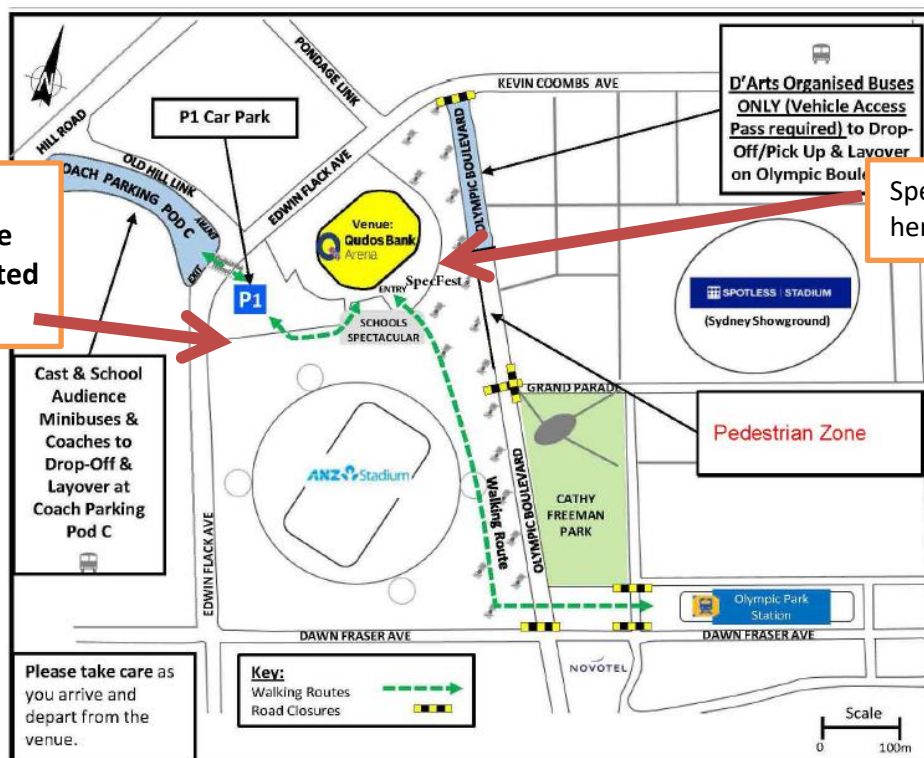 N
HILL ROAD
PONDAGE LINK
P1 Car Park
OLD HILL LINK
COACH PARKING POD C
ENTRY
EXIT
EDWIN FLACK AVE
KEVIN COOMBS AVE
OLYMPIC BOULEVARD
D'Arts Organised Buses
ONLY (Vehicle Access
Pass required) to Drop-
Off/Pick Up & Layover
on Olympic Boule
Venue:
Qudos Bank
Arena
ENTRY SpecFest
P1
SCHOOLS
SPECTACULAR
SPOTLESS STADIUM
(Sydney Showground)
GRAND PARADE
Pedestrian Zone
Cast & School
Audience
Minibuses &
Coaches to
Drop-Off &
Layover at
Coach Parking
Pod C
ANZ Stadium
EDWIN FLACK AVE
Walking Route
OLYMPIC BOULEVARD
CATHY
FREEMAN
PARK
Olympic Park
Station
DAWN FRASER AVE
DAWN FRASER AVE
NOVOTEL
Please take care as
you arrive and
depart from the
venue.
Key:
Walking Routes
Road Closures
Scale
0 100m